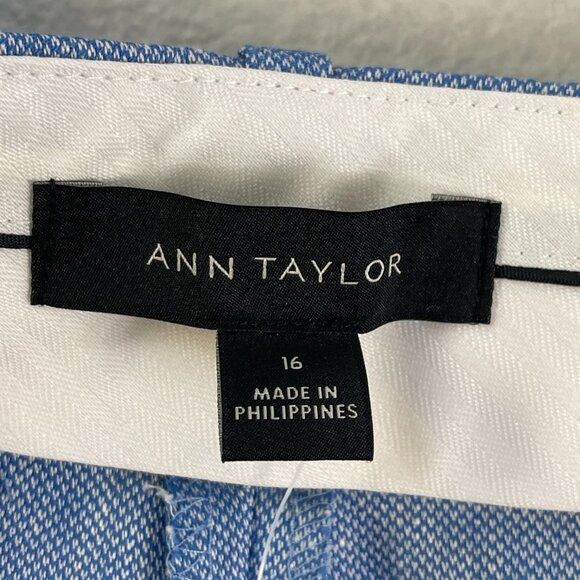 ANN TAYLOR
16
MADE IN
PHILIPPINES